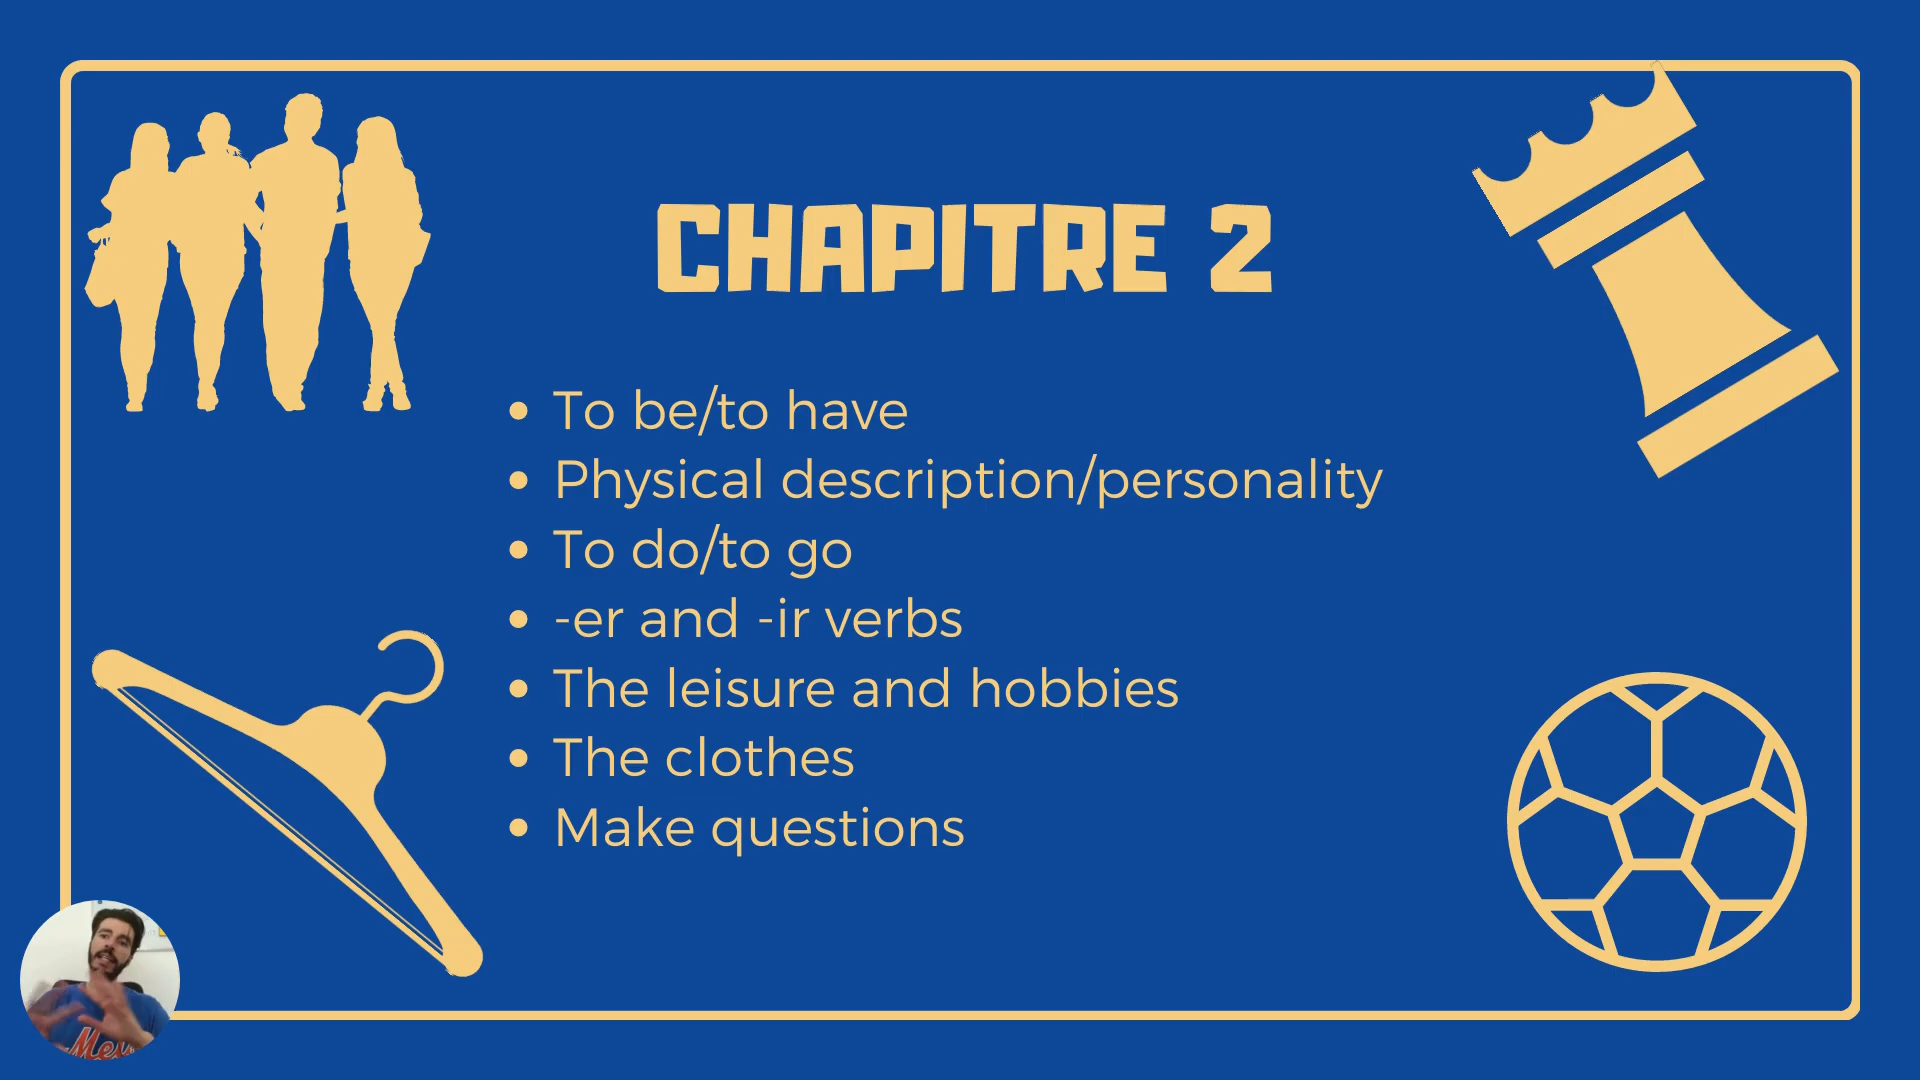 CHAPITRE 2
To be/to have
Physical description/personality
To do/to go
-er and -ir verbs
The leisure and hobbies
The clothes
Make questions